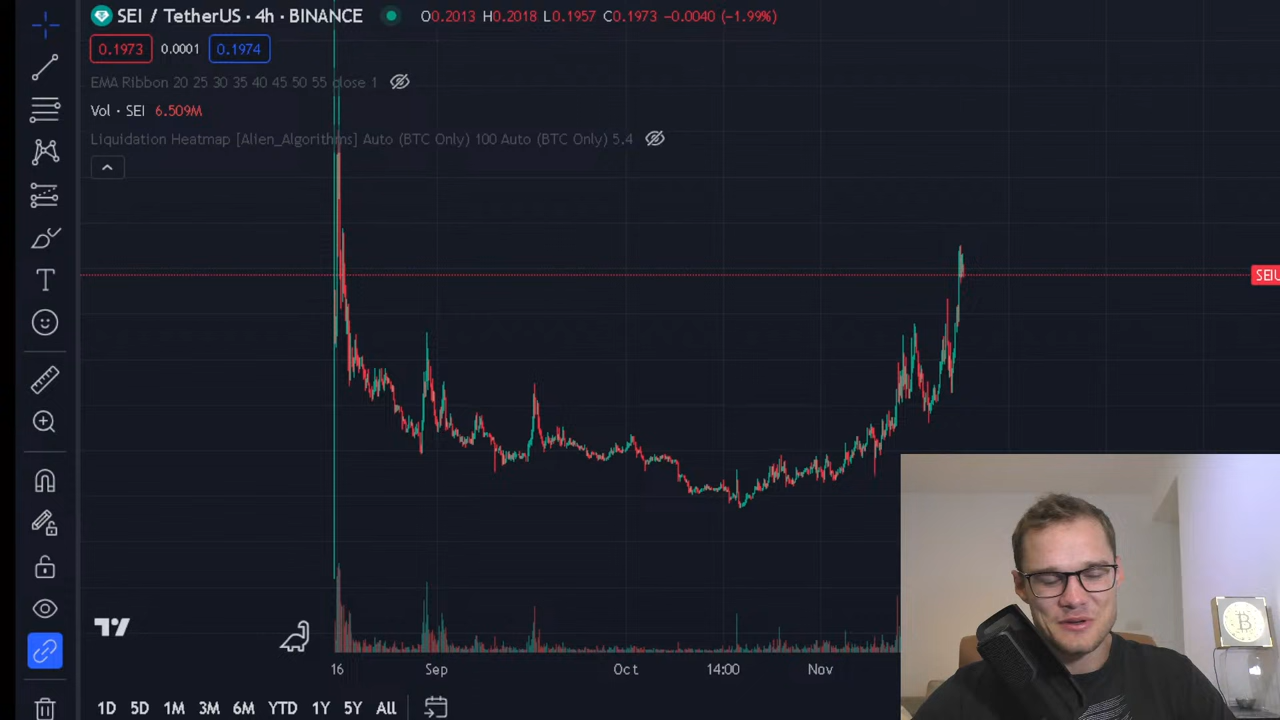 SEI / TetherUS · 4h · BINANCE
O0.2013 H0.2018 L0.1957 C0.1973 −0.0040 (−1.99%)
0.1973 0.0001 0.1974
EMA Ribbon 20 25 30 35 40 45 50 55 close 1
Vol · SEI 6.509M
Liquidation Heatmap [Alien_Algorithms] Auto (BTC Only) 100 Auto (BTC Only) 5.4
SEIU
16 Sep Oct 14:00 Nov
1D 5D 1M 3M 6M YTD 1Y 5Y All